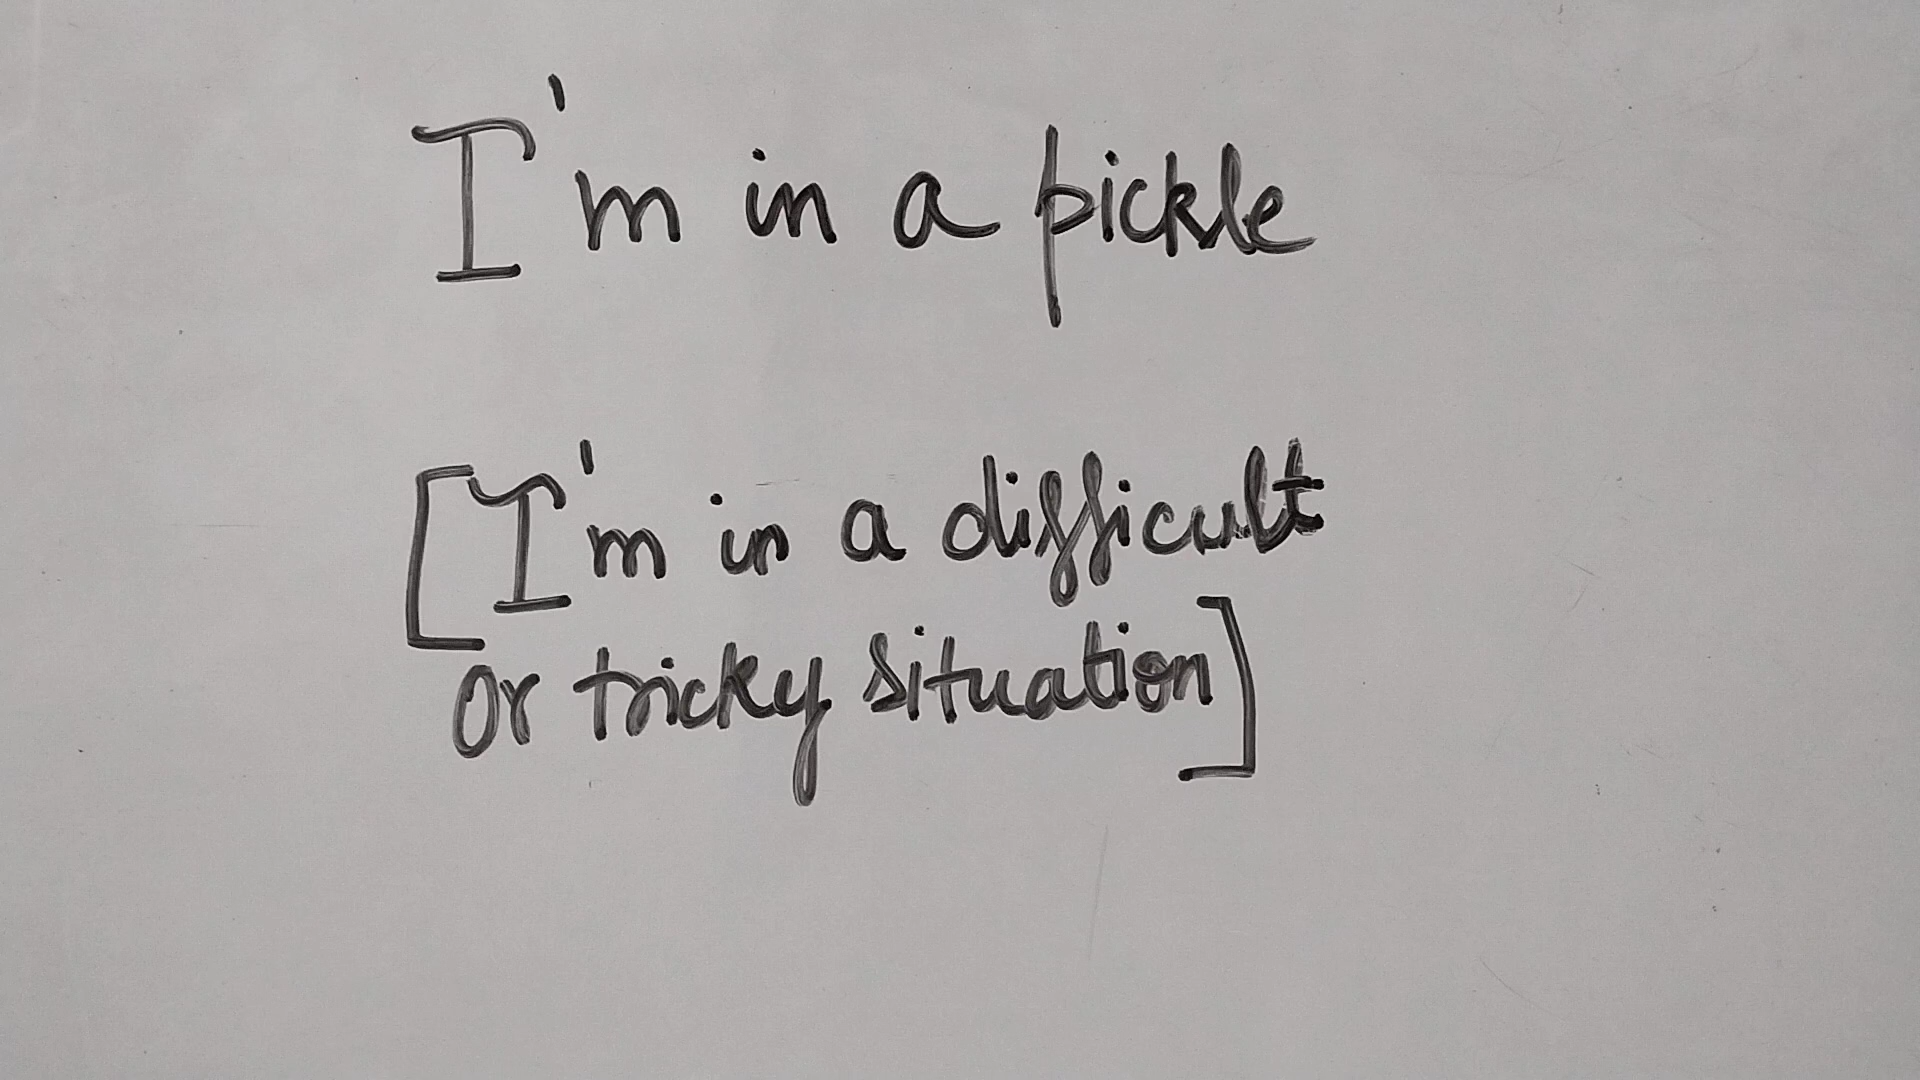 I'm in a pickle
[I'm in a difficult
or tricky situation]